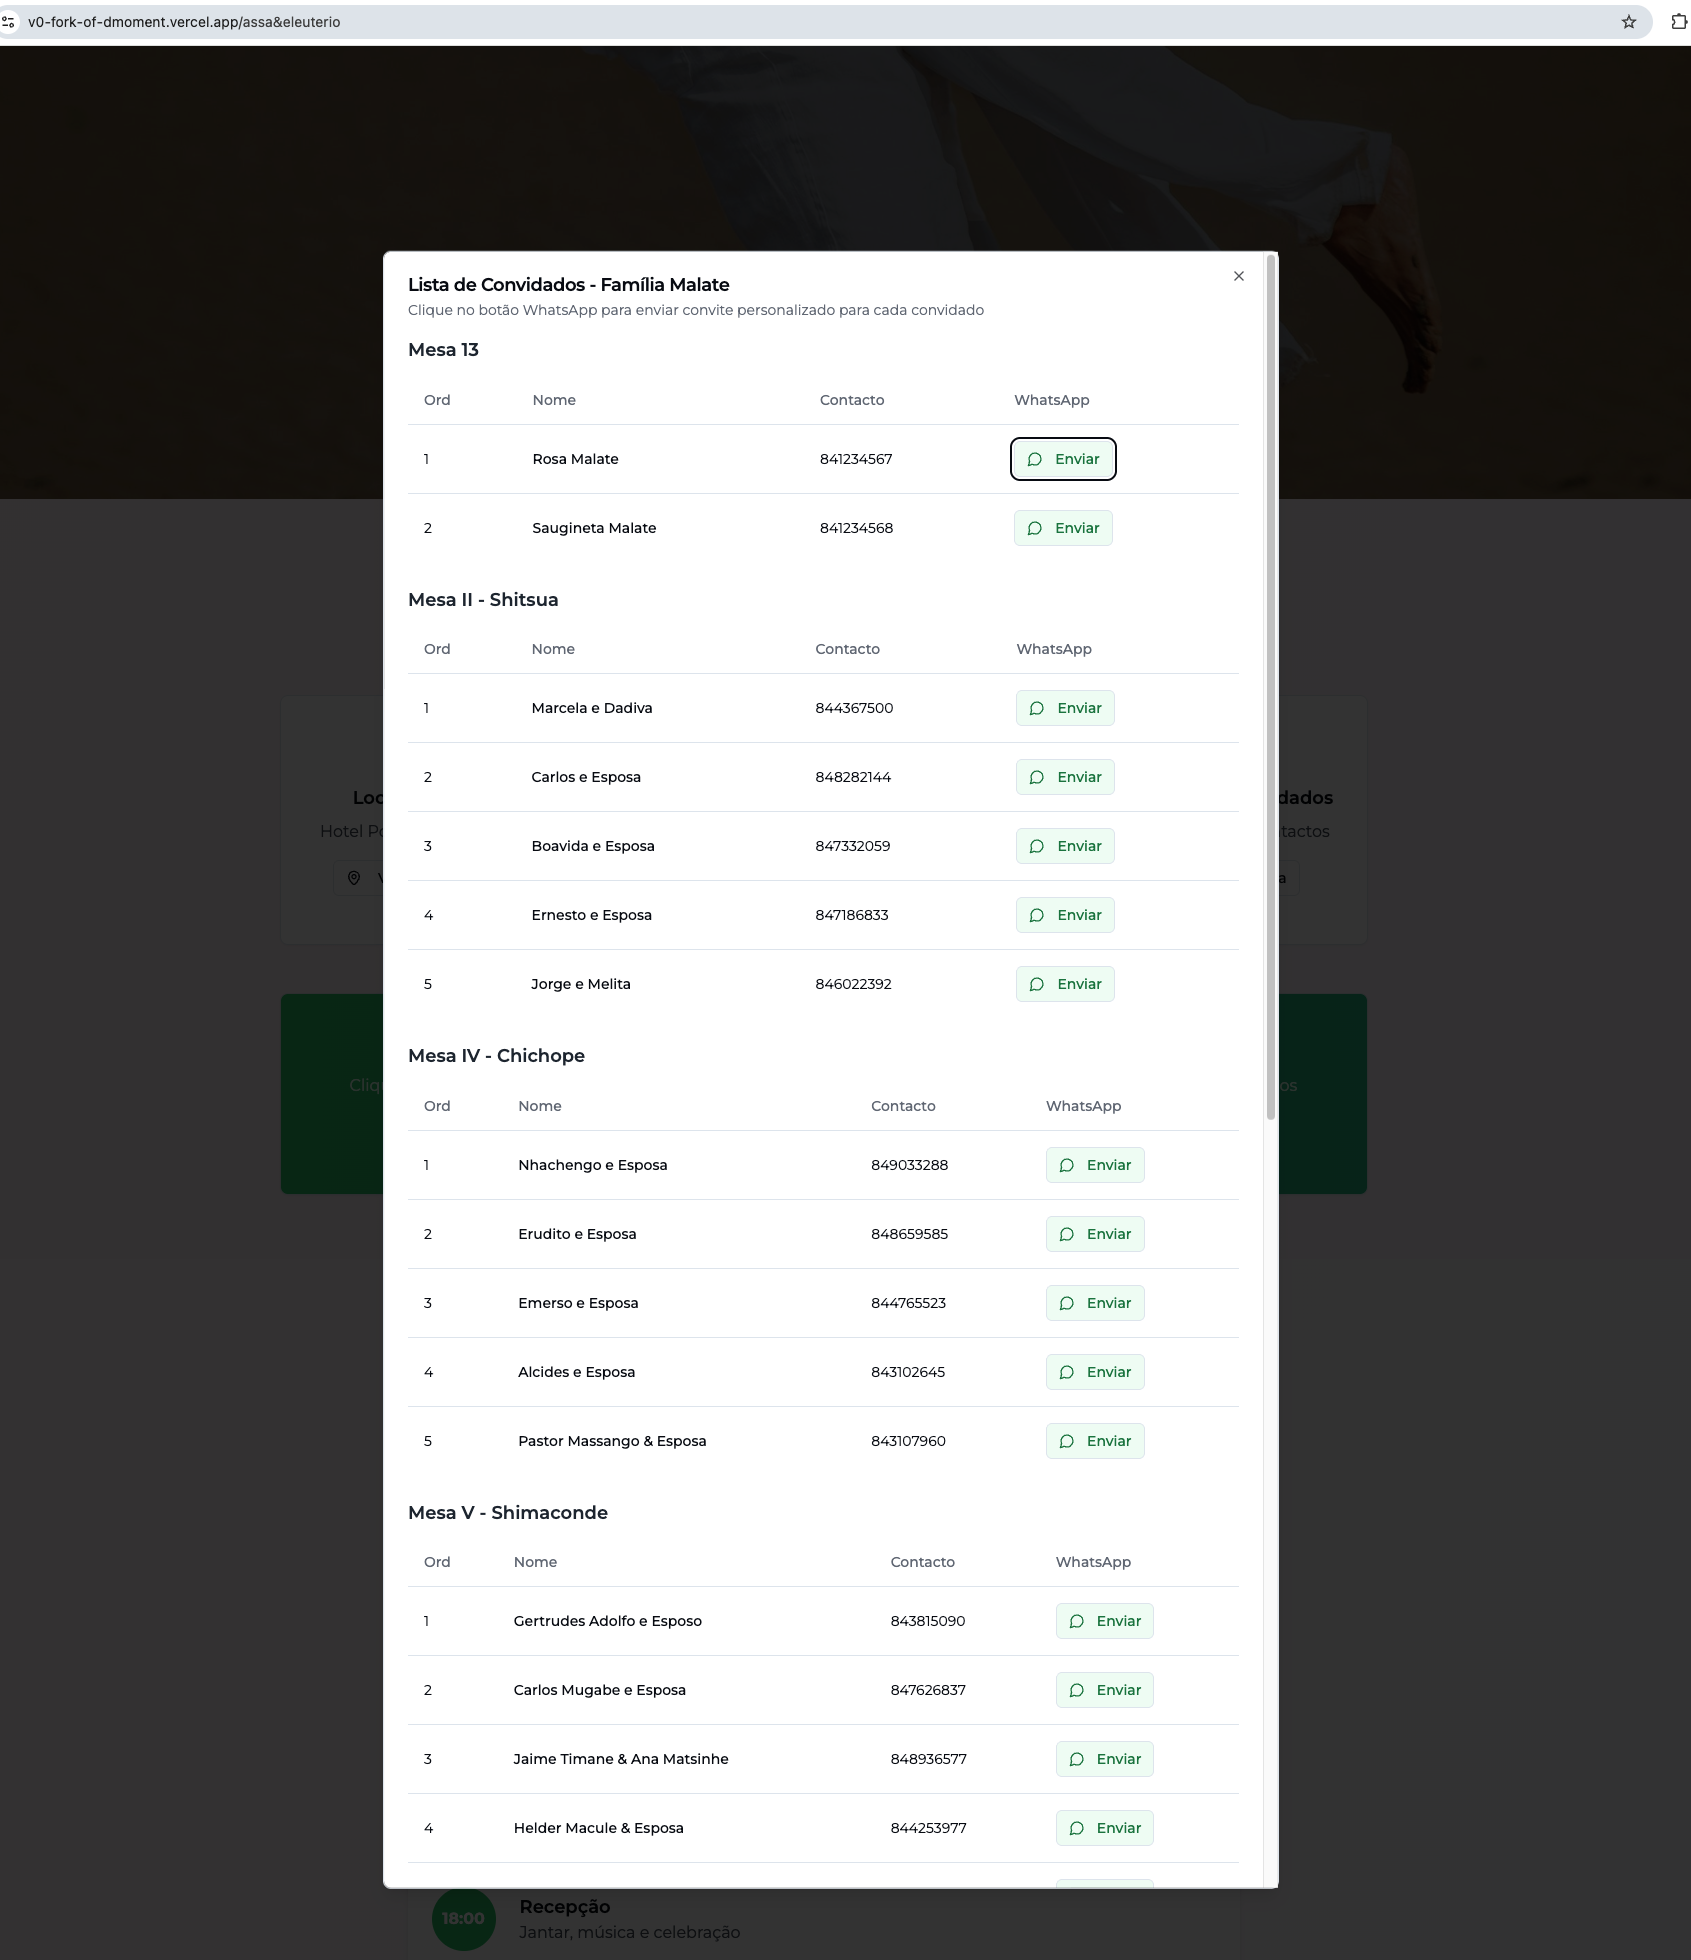 v0-fork-of-dmoment.vercel.app/assa&eleuterio
Lista de Convidados - Família Malate
Clique no botão WhatsApp para enviar convite personalizado para cada convidado
Mesa 13
Ord Nome Contacto WhatsApp
1 Rosa Malate 841234567 Enviar
2 Saugineta Malate 841234568 Enviar
Mesa II - Shitsua
Ord Nome Contacto WhatsApp
1 Marcela e Dadiva 844367500 Enviar
2 Carlos e Esposa 848282144 Enviar
3 Boavida e Esposa 847332059 Enviar
4 Ernesto e Esposa 847186833 Enviar
5 Jorge e Melita 846022392 Enviar
Mesa IV - Chichope
Ord Nome Contacto WhatsApp
1 Nhachengo e Esposa 849033288 Enviar
2 Erudito e Esposa 848659585 Enviar
3 Emerso e Esposa 844765523 Enviar
4 Alcides e Esposa 843102645 Enviar
5 Pastor Massango & Esposa 843107960 Enviar
Mesa V - Shimaconde
Ord Nome Contacto WhatsApp
1 Gertrudes Adolfo e Esposo 843815090 Enviar
2 Carlos Mugabe e Esposa 847626837 Enviar
3 Jaime Timane & Ana Matsinhe 848936577 Enviar
4 Helder Macule & Esposa 844253977 Enviar
Hotel
18:00 Recepção
Jantar, música e celebração